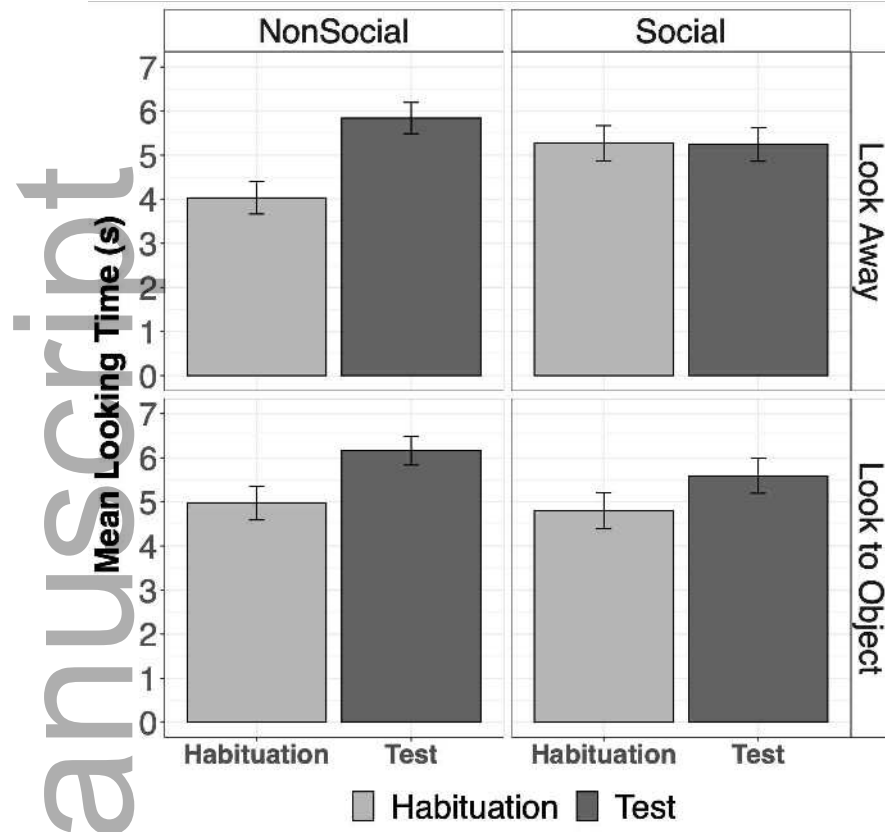 NonSocial
Social
7
6
5
4
3
2
1
0
Look Away
7
6
5
4
3
2
1
0
Look to Object
Mean Looking Time (s)
anuscript
Habituation
Test
Habituation
Test
Habituation
Test